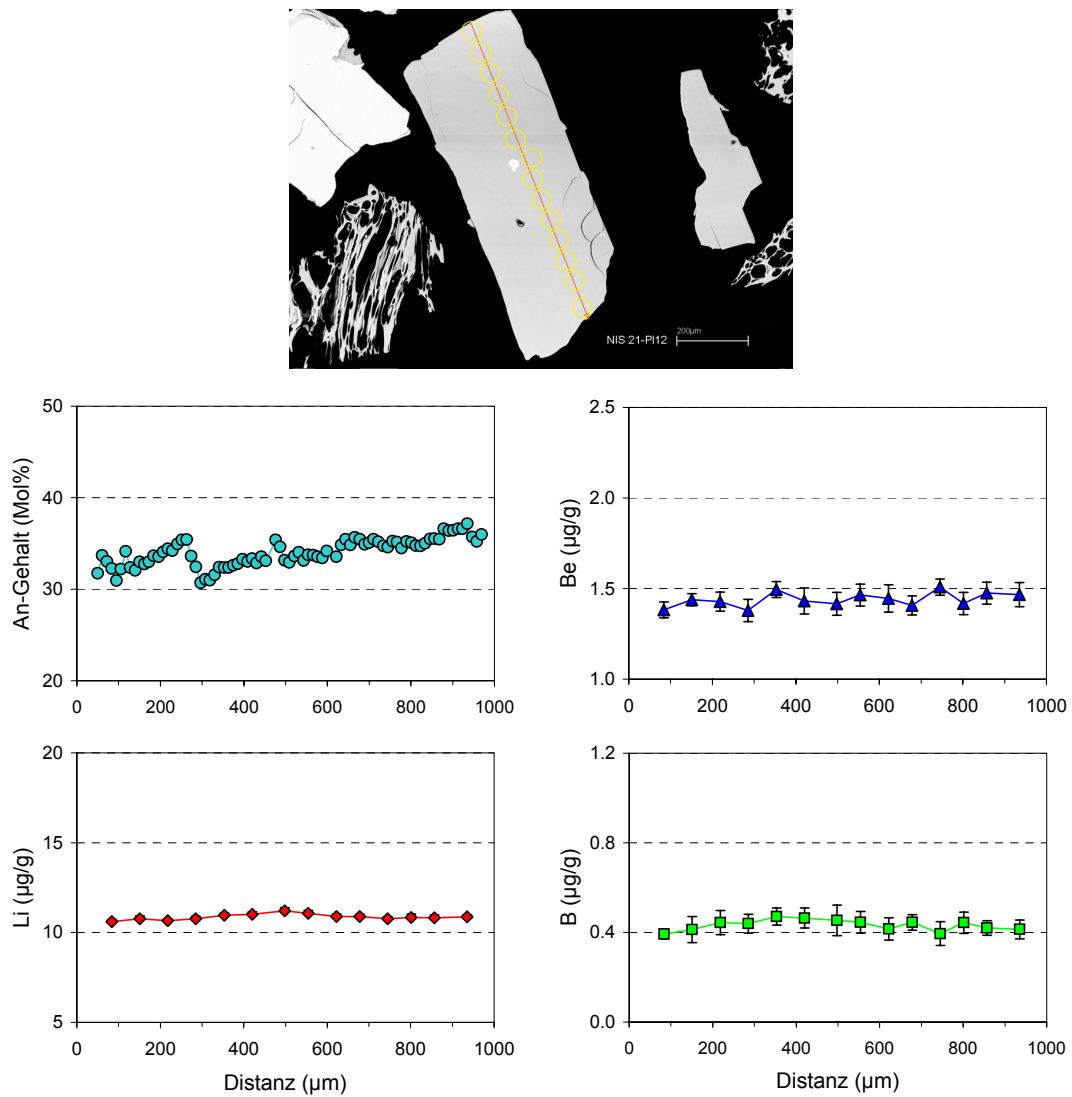 NIS 21-Pl12 200µm
An-Gehalt (Mol%)
50
40
30
20
0 200 400 600 800 1000
Be (µg/g)
2.5
2.0
1.5
1.0
0 200 400 600 800 1000
Li (µg/g)
20
15
10
5
0 200 400 600 800 1000
Distanz (µm)
B (µg/g)
1.2
0.8
0.4
0.0
0 200 400 600 800 1000
Distanz (µm)